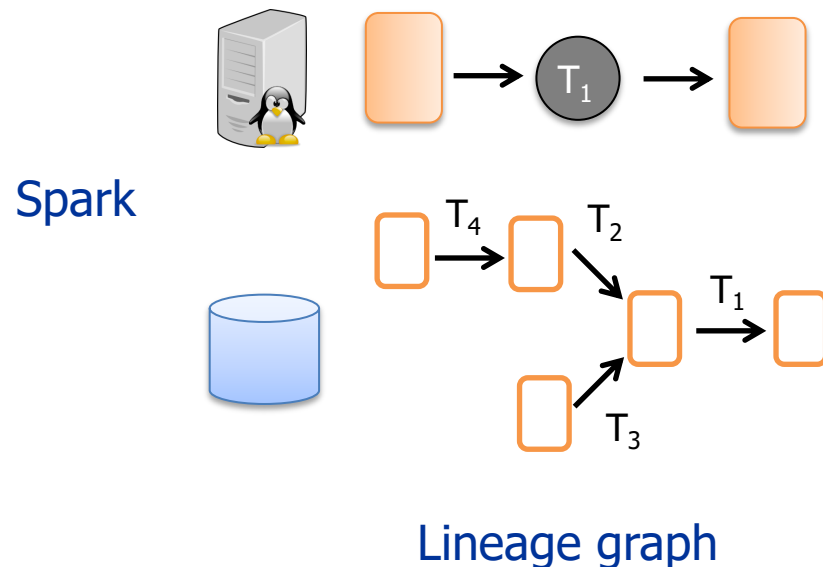 T₁
Spark
T₄
T₂
T₁
T₃
Lineage graph